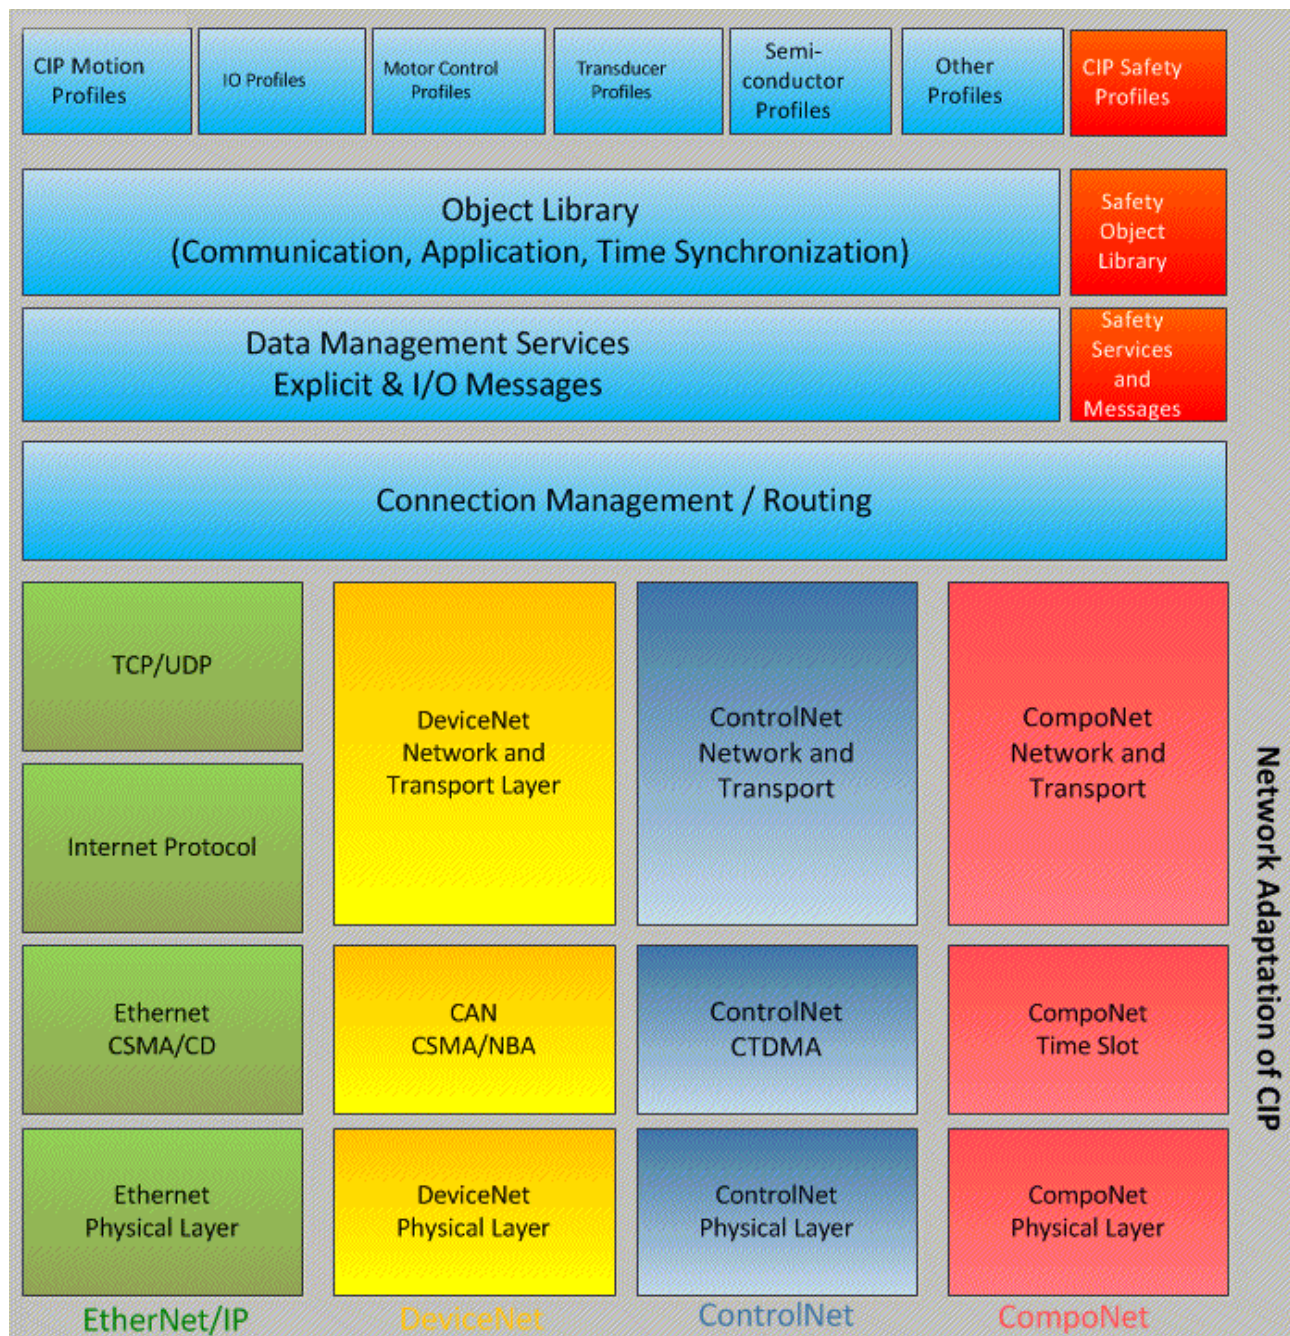 CIP Motion
Profiles
IO Profiles
Motor Control
Profiles
Transducer
Profiles
Semi-
conductor
Profiles
Other
Profiles
CIP Safety
Profiles
Object Library
(Communication, Application, Time Synchronization)
Safety
Object
Library
Data Management Services
Explicit & I/O Messages
Safety
Services
and
Messages
Connection Management / Routing
TCP/UDP
Internet Protocol
DeviceNet
Network and
Transport Layer
ControlNet
Network and
Transport
CompoNet
Network and
Transport
Ethernet
CSMA/CD
CAN
CSMA/NBA
ControlNet
CTDMA
CompoNet
Time Slot
Ethernet
Physical Layer
DeviceNet
Physical Layer
ControlNet
Physical Layer
CompoNet
Physical Layer
EtherNet/IP
DeviceNet
ControlNet
CompoNet
Network Adaptation of CIP